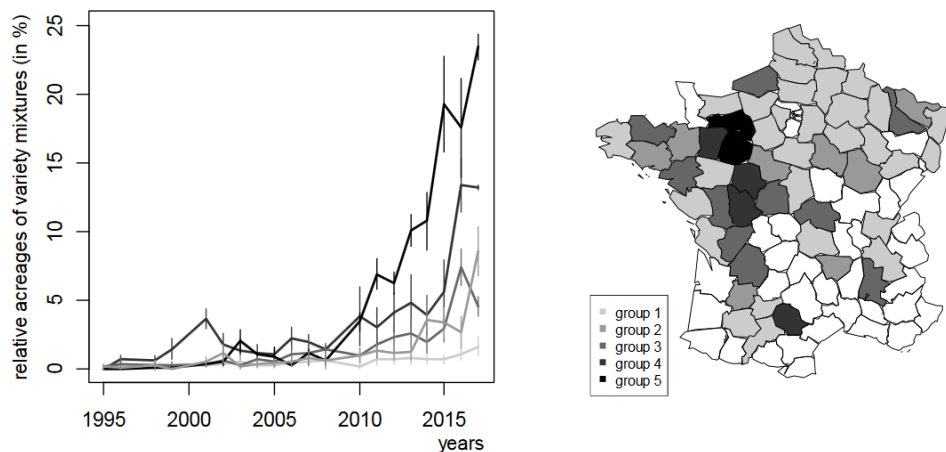 relative acreages of variety mixtures (in %)
25
20
15
10
5
0
1995
2000
2005
2010
2015
years
group 1
group 2
group 3
group 4
group 5